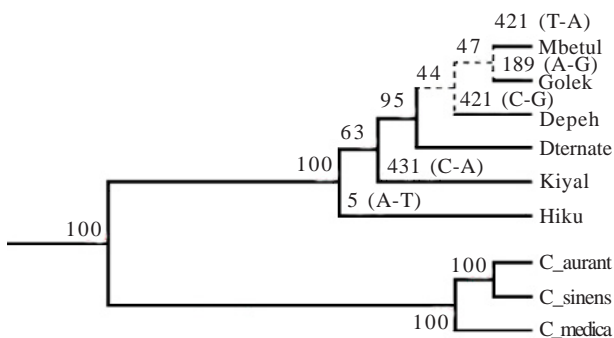 421 (T-A)
47 Mbetul
189 (A-G)
44 Golek
95 421 (C-G)
Depeh
63 Dternate
100 431 (C-A) Kiyal
5 (A-T) Hiku
100
100 C_aurant
C_sinens
100 C_medica